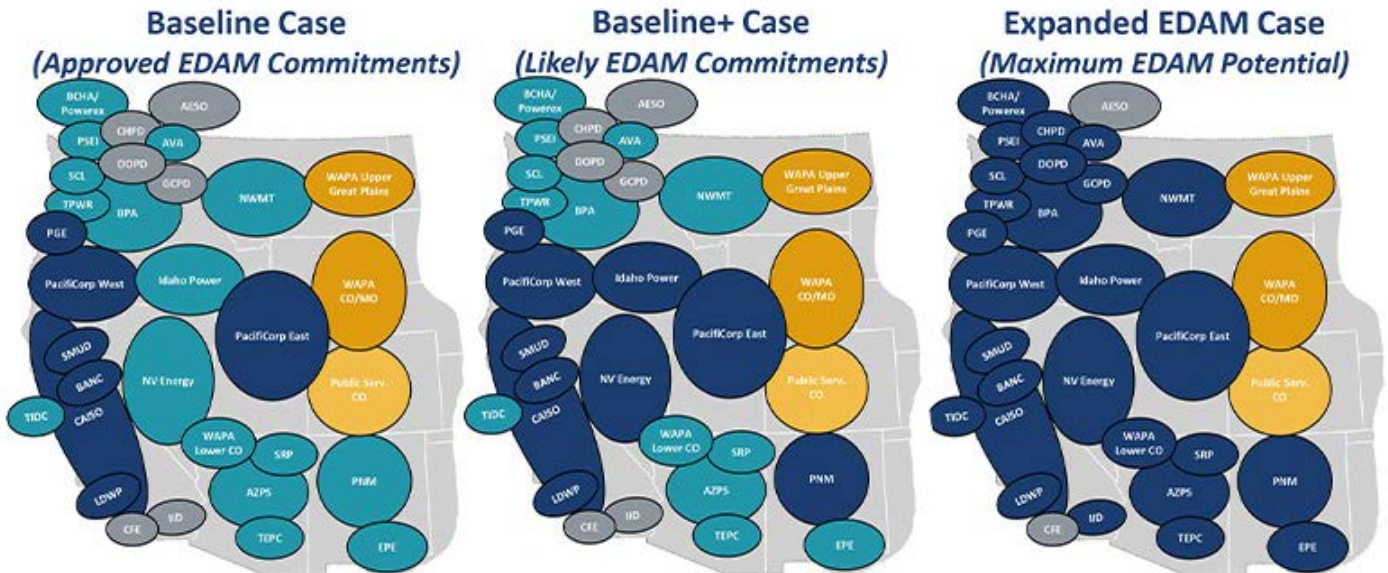 Baseline Case
(Approved EDAM Commitments)
BCHA/
Powerex
AESO
CHPD
PSEI
AVA
DOPD
SCL
GCPD
WAPA Upper
Great Plains
NWMT
TPWR
BPA
PGE
PacifiCorp West
Idaho Power
WAPA
CO/MO
PacifiCorp East
SMUD
BANC
NV Energy
Public Serv.
CO
TIDC
CAISO
WAPA
Lower CO
SRP
PNM
AZPS
LDWP
CFE
IID
TEPC
EPE
Baseline+ Case
(Likely EDAM Commitments)
BCHA/
Powerex
AESO
CHPD
PSEI
AVA
DOPD
SCL
GCPD
WAPA Upper
Great Plains
NWMT
TPWR
BPA
PGE
PacifiCorp West
Idaho Power
WAPA
CO/MO
PacifiCorp East
SMUD
BANC
NV Energy
Public Serv.
CO
TIDC
CAISO
WAPA
Lower CO
SRP
PNM
AZPS
LDWP
CFE
IID
TEPC
EPE
Expanded EDAM Case
(Maximum EDAM Potential)
BCHA/
Powerex
AESO
CHPD
PSEI
AVA
DOPD
SCL
GCPD
WAPA Upper
Great Plains
NWMT
TPWR
BPA
PGE
PacifiCorp West
Idaho Power
WAPA
CO/MO
PacifiCorp East
SMUD
BANC
NV Energy
Public Serv.
CO
TIDC
CAISO
WAPA
Lower CO
SRP
PNM
AZPS
LDWP
CFE
IID
TEPC
EPE